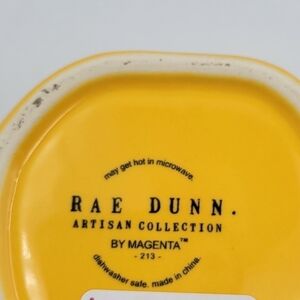 may get hot in microwave.
RAE DUNN.
ARTISAN COLLECTION
BY MAGENTA™
- 213 -
dishwasher safe. made in china.